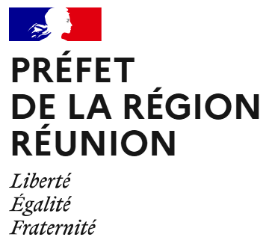 PRÉFET
DE LA RÉGION
RÉUNION
Liberté
Égalité
Fraternité